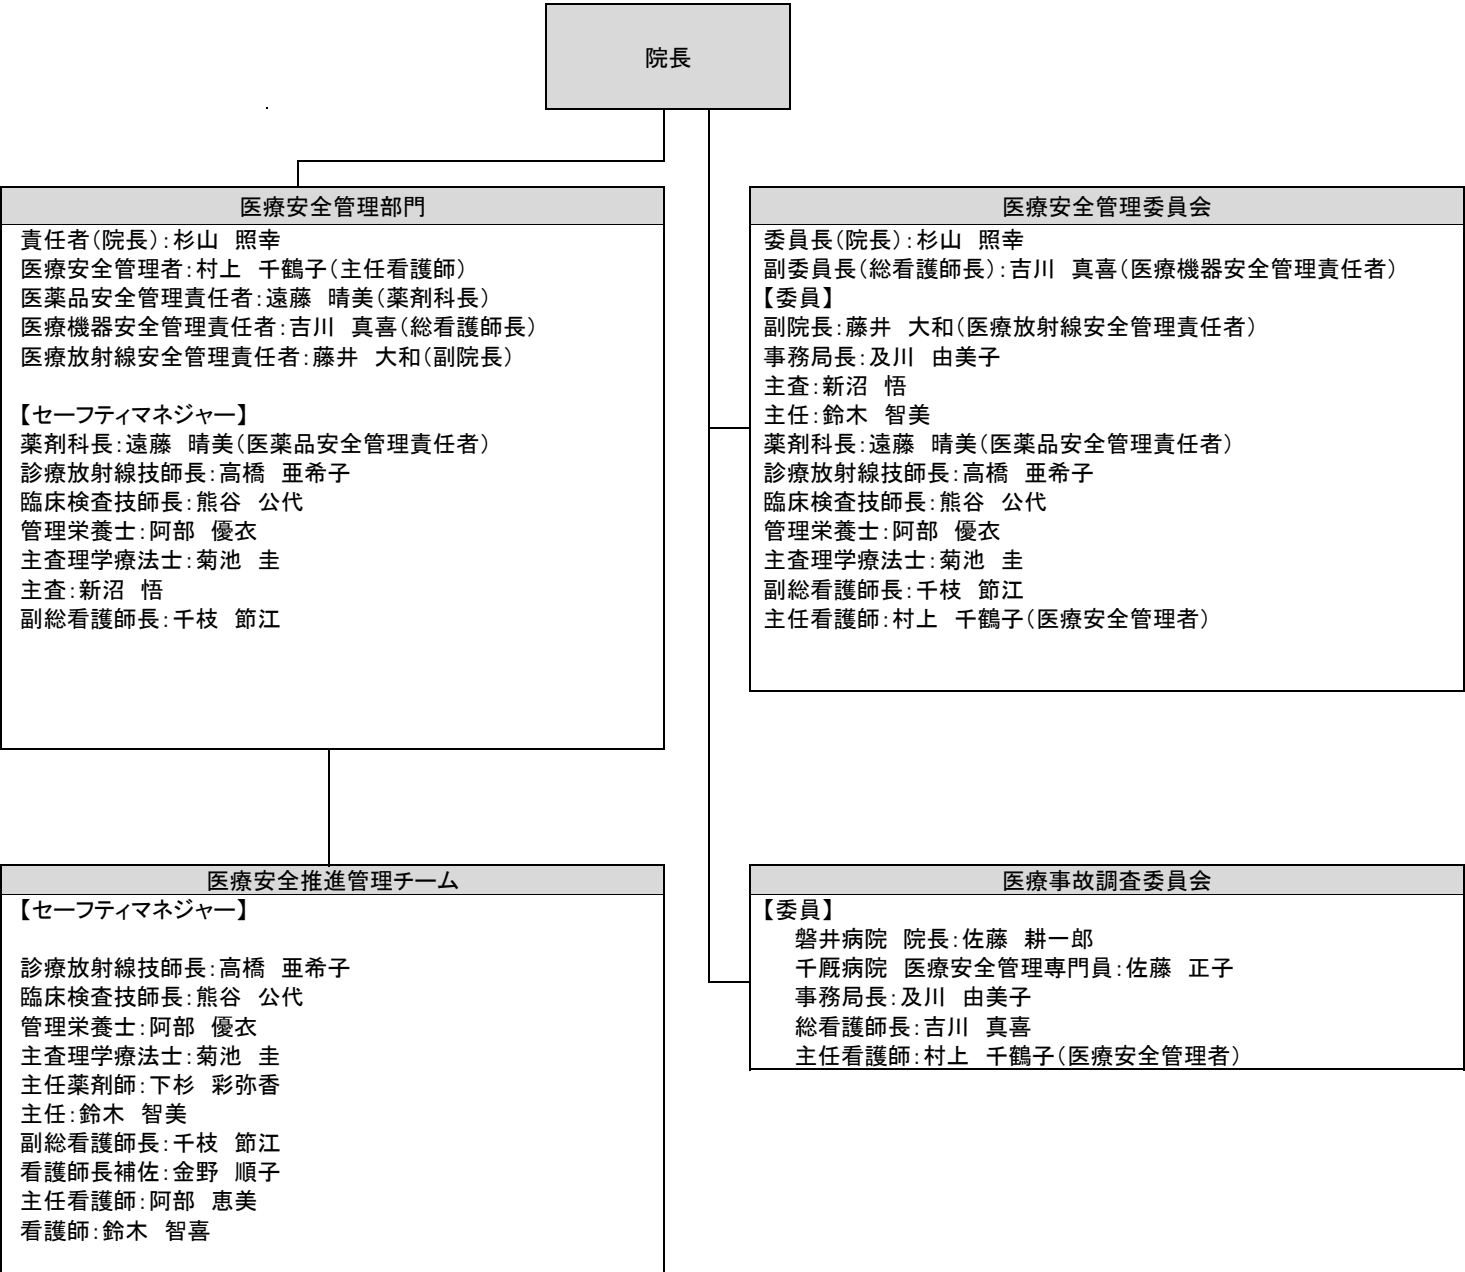 院長
医療安全管理部門
責任者（院長）：杉山　照幸
医療安全管理者：村上　千鶴子（主任看護師）
医薬品安全管理責任者：遠藤　晴美（薬剤科長）
医療機器安全管理責任者：吉川　真喜（総看護師長）
医療放射線安全管理責任者：藤井　大和（副院長）
【セーフティマネジャー】
薬剤科長：遠藤　晴美（医薬品安全管理責任者）
診療放射線技師長：高橋　亜希子
臨床検査技師長：熊谷　公代
管理栄養士：阿部　優衣
主査理学療法士：菊池　圭
主査：新沼　悟
副総看護師長：千枝　節江
医療安全管理委員会
委員長（院長）：杉山　照幸
副委員長（総看護師長）：吉川　真喜（医療機器安全管理責任者）
【委員】
副院長：藤井　大和（医療放射線安全管理責任者）
事務局長：及川　由美子
主査：新沼　悟
主任：鈴木　智美
薬剤科長：遠藤　晴美（医薬品安全管理責任者）
診療放射線技師長：高橋　亜希子
臨床検査技師長：熊谷　公代
管理栄養士：阿部　優衣
主査理学療法士：菊池　圭
副総看護師長：千枝　節江
主任看護師：村上　千鶴子（医療安全管理者）
医療安全推進管理チーム
【セーフティマネジャー】
診療放射線技師長：高橋　亜希子
臨床検査技師長：熊谷　公代
管理栄養士：阿部　優衣
主査理学療法士：菊池　圭
主任薬剤師：下杉　彩弥香
主任：鈴木　智美
副総看護師長：千枝　節江
看護師長補佐：金野　順子
主任看護師：阿部　恵美
看護師：鈴木　智喜
医療事故調査委員会
【委員】
磐井病院　院長：佐藤　耕一郎
千厩病院　医療安全管理専門員：佐藤　正子
事務局長：及川　由美子
総看護師長：吉川　真喜
主任看護師：村上　千鶴子（医療安全管理者）